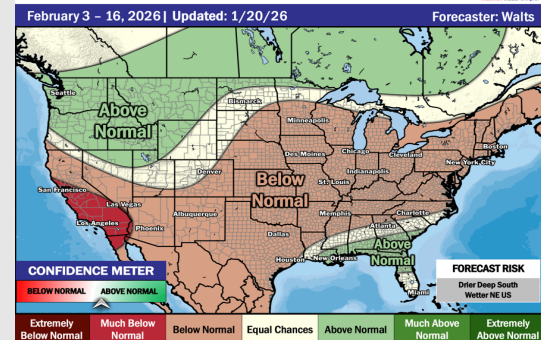 February 3 – 16, 2026 | Updated: 1/20/26
Forecaster: Walts
Seattle
Above
Normal
Bismarck
Minneapolis
Boston
Des Moines
Chicago
Cleveland
New York City
Denver
Indianapolis
San Francisco
Below
Normal
St. Louis
Las Vegas
Los Angeles
Albuquerque
Memphis
Charlotte
Phoenix
Atlanta
Dallas
Above
Normal
Houston
New Orleans
Miami
CONFIDENCE METER
BELOW NORMAL
ABOVE NORMAL
FORECAST RISK
Drier Deep South
Wetter NE US
Extremely
Below Normal
Much Below
Normal
Below Normal
Equal Chances
Above Normal
Much Above
Normal
Extremely
Above Normal